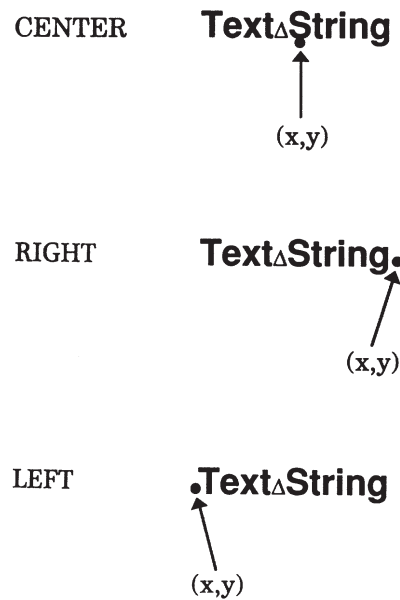 CENTER Text△String
(x,y)
RIGHT Text△String
(x,y)
LEFT Text△String
(x,y)